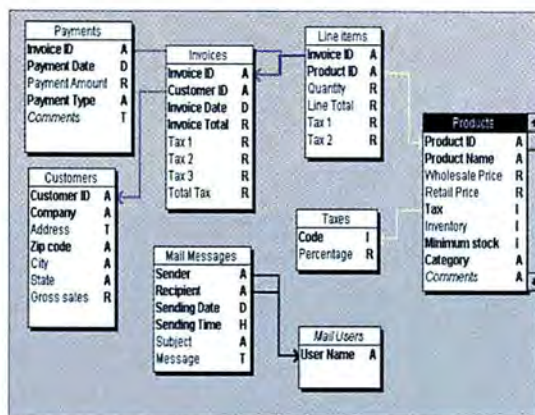 Payments
Invoice ID A
Payment Date D
Payment Amount R
Payment Type A
Comments T
Invoices
Invoice ID A
Customer ID A
Invoice Date D
Invoice Total R
Tax 1 R
Tax 2 R
Tax 3 R
Total Tax R
Line items
Invoice ID A
Product ID A
Quantity R
Line Total R
Tax 1 R
Tax 2 R
Products
Product ID A
Product Name A
Wholesale Price R
Retail Price R
Tax I
Inventory I
Minimum stock I
Category A
Comments A
Customers
Customer ID A
Company A
Address T
Zip code A
City A
State A
Gross sales R
Taxes
Code I
Percentage R
Mail Messages
Sender A
Recipient A
Sending Date D
Sending Time H
Subject A
Message T
Mail Users
User Name A